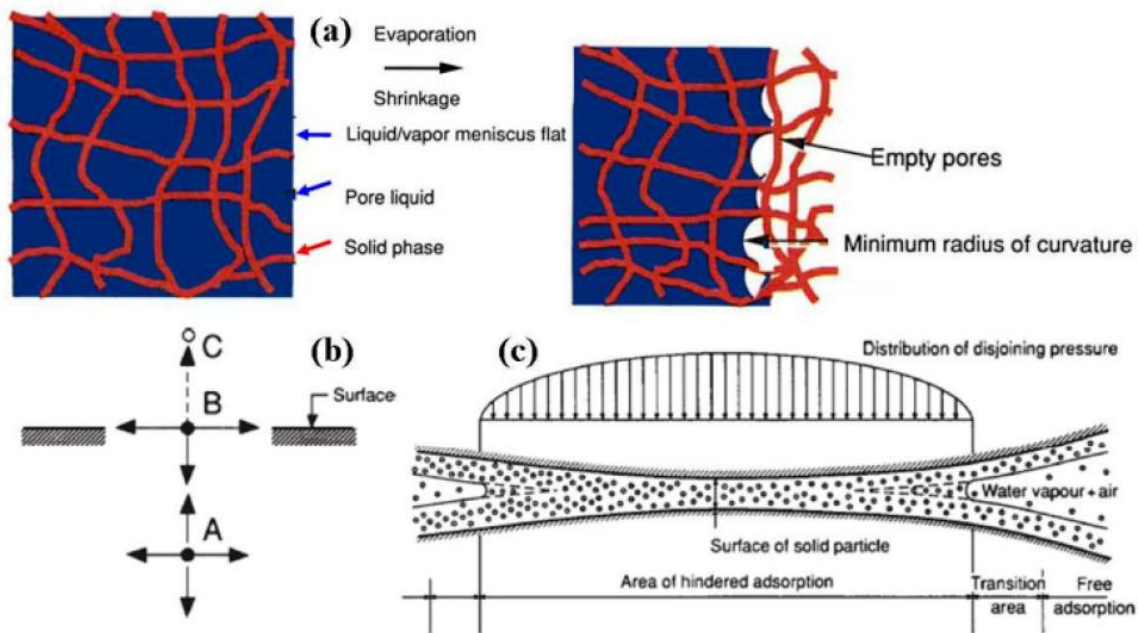 (a)
Evaporation
Shrinkage
Liquid/vapor meniscus flat
Empty pores
Pore liquid
Solid phase
Minimum radius of curvature
C
(b)
(c)
Distribution of disjoining pressure
B
Surface
Water vapour + air
A
Surface of solid particle
Area of hindered adsorption
Transition
area
Free
adsorption